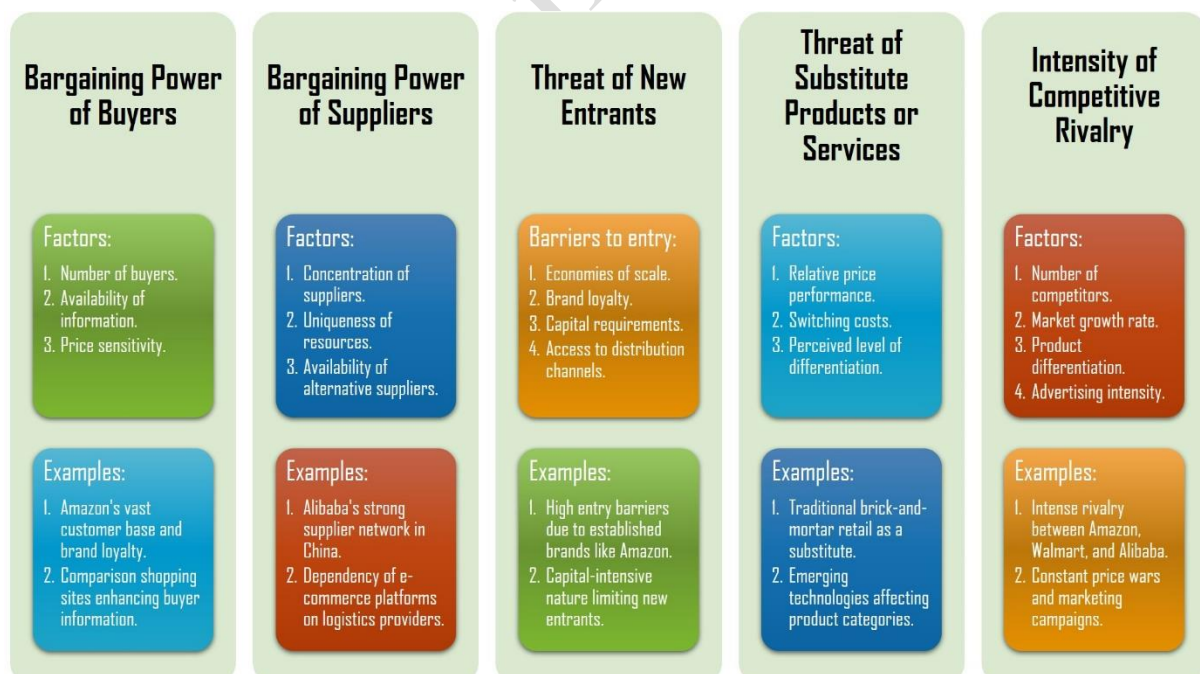 Bargaining Power
of Buyers
Factors:
1. Number of buyers.
2. Availability of
information.
3. Price sensitivity.
Examples:
1. Amazon's vast
customer base and
brand loyalty.
2. Comparison shopping
sites enhancing buyer
information.
Bargaining Power
of Suppliers
Factors:
1. Concentration of
suppliers.
2. Uniqueness of
resources.
3. Availability of
alternative suppliers.
Examples:
1. Alibaba's strong
supplier network in
China.
2. Dependency of e-
commerce platforms
on logistics providers.
Threat of New
Entrants
Barriers to entry:
1. Economies of scale.
2. Brand loyalty.
3. Capital requirements.
4. Access to distribution
channels.
Examples:
1. High entry barriers
due to established
brands like Amazon.
2. Capital-intensive
nature limiting new
entrants.
Threat of
Substitute
Products or
Services
Factors:
1. Relative price
performance.
2. Switching costs.
3. Perceived level of
differentiation.
Examples:
1. Traditional brick-and-
mortar retail as a
substitute.
2. Emerging
technologies affecting
product categories.
Intensity of
Competitive
Rivalry
Factors:
1. Number of
competitors.
2. Market growth rate.
3. Product
differentiation.
4. Advertising intensity.
Examples:
1. Intense rivalry
between Amazon,
Walmart, and Alibaba.
2. Constant price wars
and marketing
campaigns.